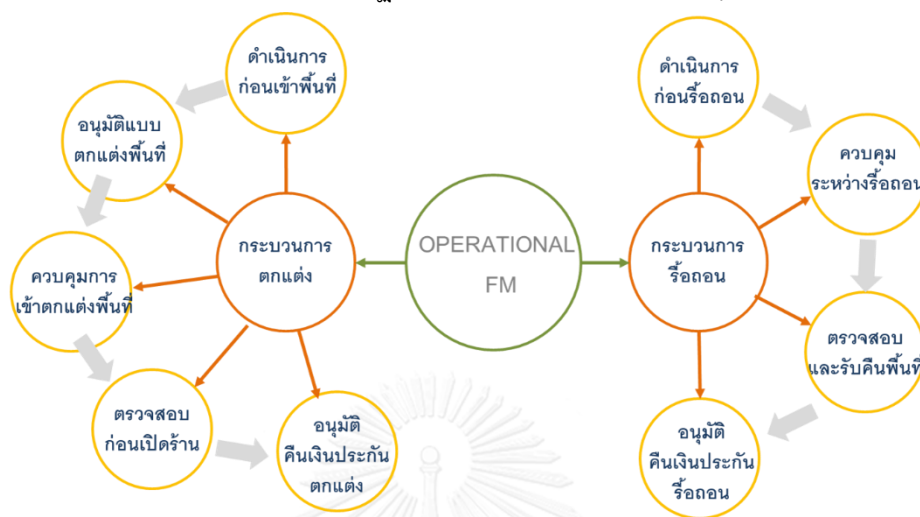 ดำเนินการ
ก่อนเข้าพื้นที่
อนุมัติแบบ
ตกแต่งพื้นที่
ควบคุมการ
เข้าตกแต่งพื้นที่
ตรวจสอบ
ก่อนเปิดร้าน
อนุมัติ
คืนเงินประกัน
ตกแต่ง
กระบวนการ
ตกแต่ง
OPERATIONAL
FM
กระบวนการ
รื้อถอน
ดำเนินการ
ก่อนรื้อถอน
ควบคุม
ระหว่างรื้อถอน
ตรวจสอบ
และรับคืนพื้นที่
อนุมัติ
คืนเงินประกัน
รื้อถอน